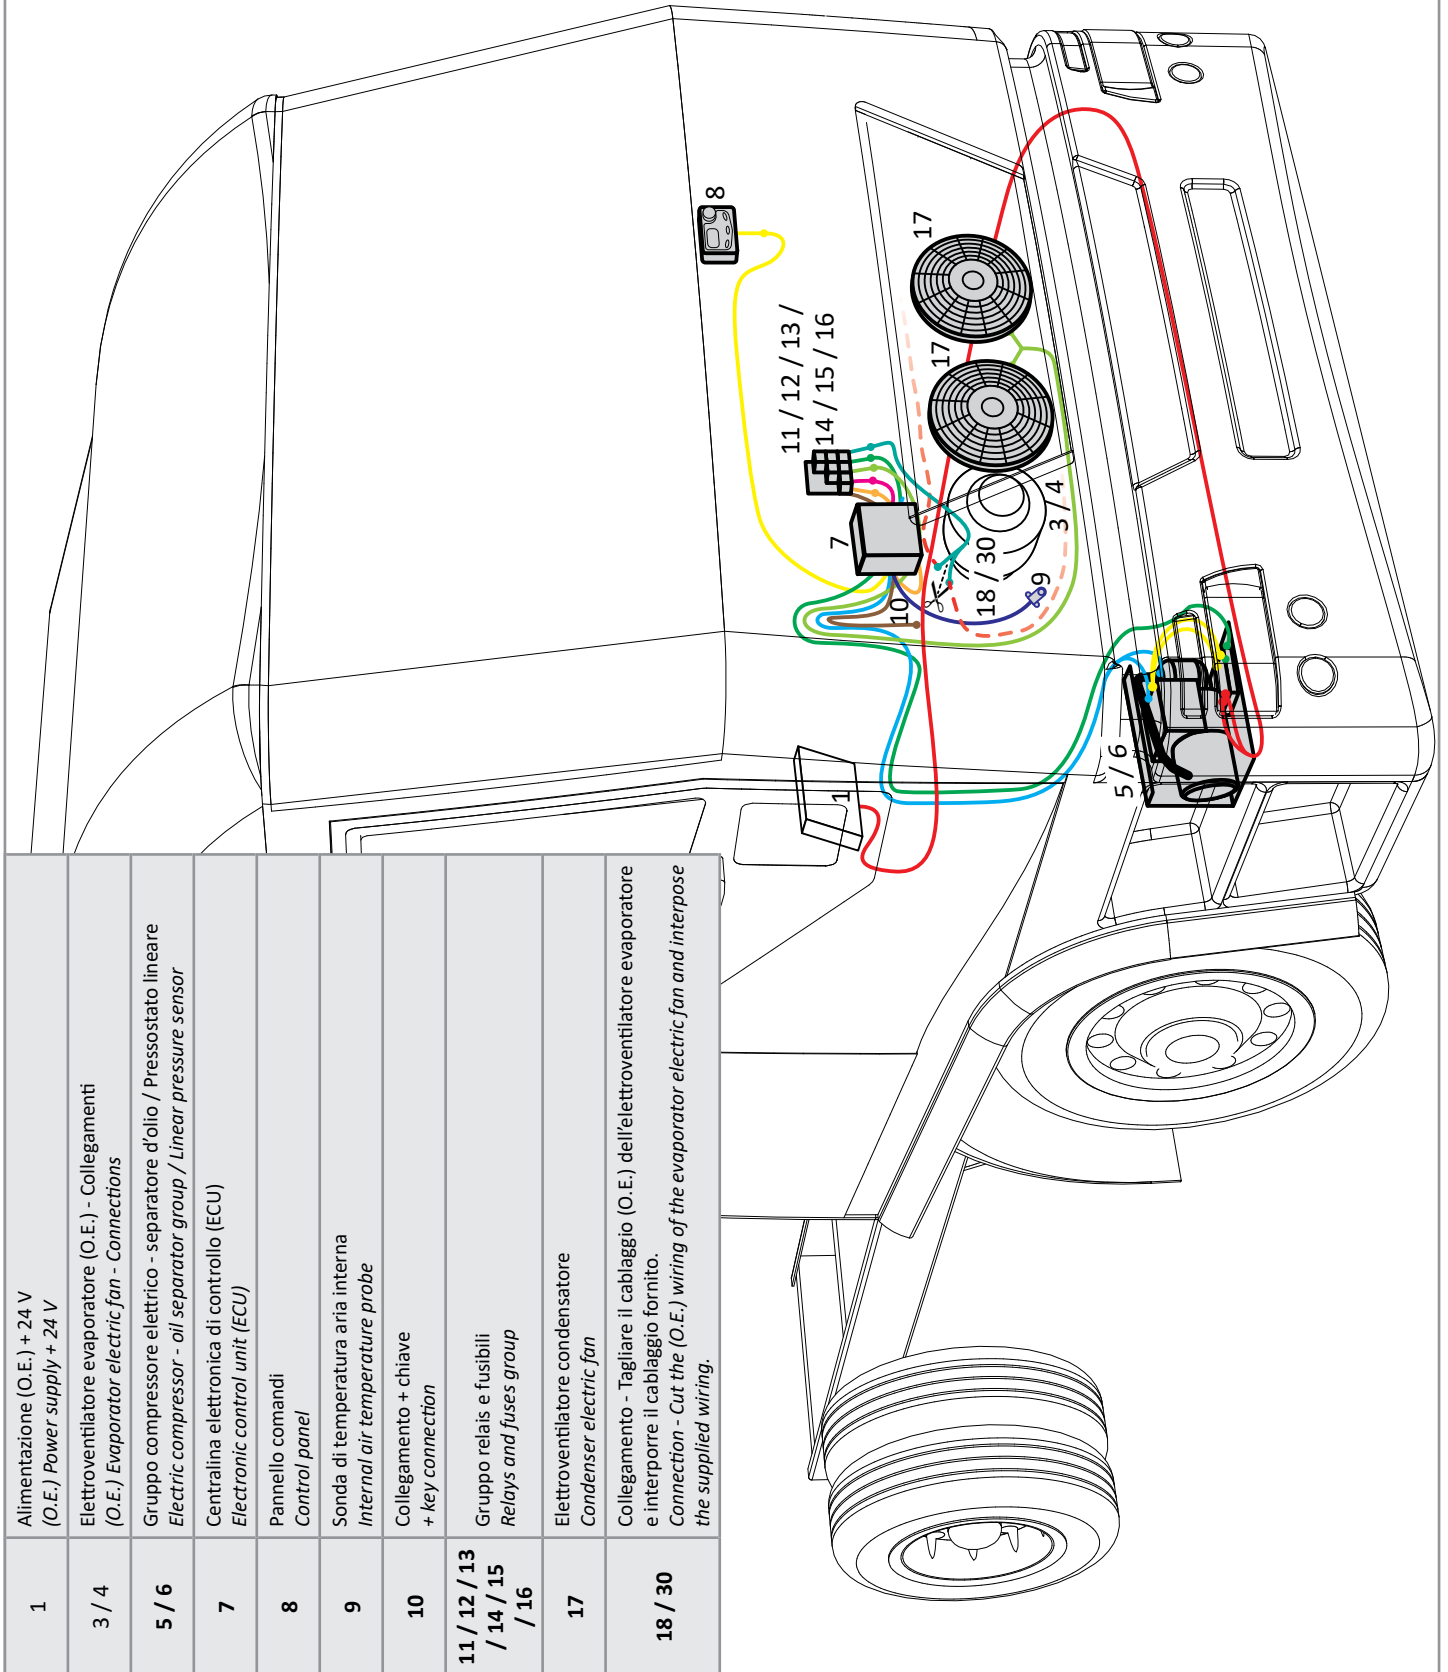 1
Alimentazione (O.E.) + 24 V
(O.E.) Power supply + 24 V
3 / 4
Elettroventilatore evaporatore (O.E.) - Collegamenti
(O.E.) Evaporator electric fan - Connections
5 / 6
Gruppo compressore elettrico - separatore d'olio / Pressostato lineare
Electric compressor - oil separator group / Linear pressure sensor
7
Centralina elettronica di controllo (ECU)
Electronic control unit (ECU)
8
Pannello comandi
Control panel
9
Sonda di temperatura aria interna
Internal air temperature probe
10
Collegamento + chiave
+ key connection
11 / 12 / 13
/ 14 / 15
/ 16
Gruppo relais e fusibili
Relays and fuses group
17
Elettroventilatore condensatore
Condenser electric fan
18 / 30
Collegamento - Tagliare il cablaggio (O.E.) dell'elettroventilatore evaporatore
e interporre il cablaggio fornito.
Connection - Cut the (O.E.) wiring of the evaporator electric fan and interpose
the supplied wiring.
8
11 / 12 / 13 /
14 / 15 / 16
17
17
7
10
18 / 30
3 / 4
9
1
5 / 6